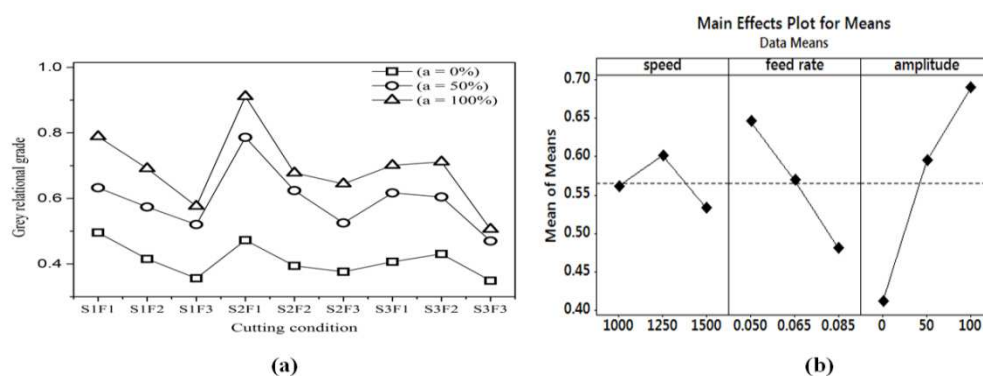 1.0
0.8
0.6
0.4
Grey relational grade
(a = 0%)
(a = 50%)
(a = 100%)
S1F1 S1F2 S1F3 S2F1 S2F2 S2F3 S3F1 S3F2 S3F3
Cutting condition
(a)
Main Effects Plot for Means
Data Means
speed feed rate amplitude
0.70
0.65
0.60
0.55
0.50
0.45
0.40
Mean of Means
1000 1250 1500 0.050 0.065 0.085 0 50 100
(b)